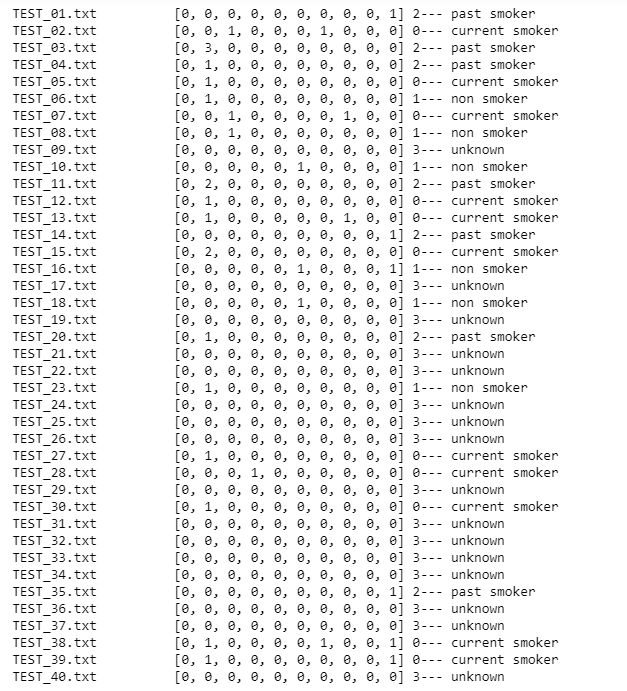 TEST_01.txt [0, 0, 0, 0, 0, 0, 0, 0, 0, 1] 2--- past smoker
TEST_02.txt [0, 0, 1, 0, 0, 0, 1, 0, 0, 0] 0--- current smoker
TEST_03.txt [0, 3, 0, 0, 0, 0, 0, 0, 0, 0] 2--- past smoker
TEST_04.txt [0, 1, 0, 0, 0, 0, 0, 0, 0, 0] 2--- past smoker
TEST_05.txt [0, 1, 0, 0, 0, 0, 0, 0, 0, 0] 0--- current smoker
TEST_06.txt [0, 1, 0, 0, 0, 0, 0, 0, 0, 0] 1--- non smoker
TEST_07.txt [0, 0, 1, 0, 0, 0, 0, 1, 0, 0] 0--- current smoker
TEST_08.txt [0, 0, 1, 0, 0, 0, 0, 0, 0, 0] 1--- non smoker
TEST_09.txt [0, 0, 0, 0, 0, 0, 0, 0, 0, 0] 3--- unknown
TEST_10.txt [0, 0, 0, 0, 0, 1, 0, 0, 0, 0] 1--- non smoker
TEST_11.txt [0, 2, 0, 0, 0, 0, 0, 0, 0, 0] 2--- past smoker
TEST_12.txt [0, 1, 0, 0, 0, 0, 0, 0, 0, 0] 0--- current smoker
TEST_13.txt [0, 1, 0, 0, 0, 0, 0, 1, 0, 0] 0--- current smoker
TEST_14.txt [0, 0, 0, 0, 0, 0, 0, 0, 0, 1] 2--- past smoker
TEST_15.txt [0, 2, 0, 0, 0, 0, 0, 0, 0, 0] 0--- current smoker
TEST_16.txt [0, 0, 0, 0, 0, 1, 0, 0, 0, 1] 1--- non smoker
TEST_17.txt [0, 0, 0, 0, 0, 0, 0, 0, 0, 0] 3--- unknown
TEST_18.txt [0, 0, 0, 0, 0, 1, 0, 0, 0, 0] 1--- non smoker
TEST_19.txt [0, 0, 0, 0, 0, 0, 0, 0, 0, 0] 3--- unknown
TEST_20.txt [0, 1, 0, 0, 0, 0, 0, 0, 0, 0] 2--- past smoker
TEST_21.txt [0, 0, 0, 0, 0, 0, 0, 0, 0, 0] 3--- unknown
TEST_22.txt [0, 0, 0, 0, 0, 0, 0, 0, 0, 0] 3--- unknown
TEST_23.txt [0, 1, 0, 0, 0, 0, 0, 0, 0, 0] 1--- non smoker
TEST_24.txt [0, 0, 0, 0, 0, 0, 0, 0, 0, 0] 3--- unknown
TEST_25.txt [0, 0, 0, 0, 0, 0, 0, 0, 0, 0] 3--- unknown
TEST_26.txt [0, 0, 0, 0, 0, 0, 0, 0, 0, 0] 3--- unknown
TEST_27.txt [0, 1, 0, 0, 0, 0, 0, 0, 0, 0] 0--- current smoker
TEST_28.txt [0, 0, 0, 1, 0, 0, 0, 0, 0, 0] 0--- current smoker
TEST_29.txt [0, 0, 0, 0, 0, 0, 0, 0, 0, 0] 3--- unknown
TEST_30.txt [0, 1, 0, 0, 0, 0, 0, 0, 0, 0] 0--- current smoker
TEST_31.txt [0, 0, 0, 0, 0, 0, 0, 0, 0, 0] 3--- unknown
TEST_32.txt [0, 0, 0, 0, 0, 0, 0, 0, 0, 0] 3--- unknown
TEST_33.txt [0, 0, 0, 0, 0, 0, 0, 0, 0, 0] 3--- unknown
TEST_34.txt [0, 0, 0, 0, 0, 0, 0, 0, 0, 0] 3--- unknown
TEST_35.txt [0, 0, 0, 0, 0, 0, 0, 0, 0, 1] 2--- past smoker
TEST_36.txt [0, 0, 0, 0, 0, 0, 0, 0, 0, 0] 3--- unknown
TEST_37.txt [0, 0, 0, 0, 0, 0, 0, 0, 0, 0] 3--- unknown
TEST_38.txt [0, 1, 0, 0, 0, 0, 1, 0, 0, 1] 0--- current smoker
TEST_39.txt [0, 1, 0, 0, 0, 0, 0, 0, 0, 1] 0--- current smoker
TEST_40.txt [0, 0, 0, 0, 0, 0, 0, 0, 0, 0] 3--- unknown